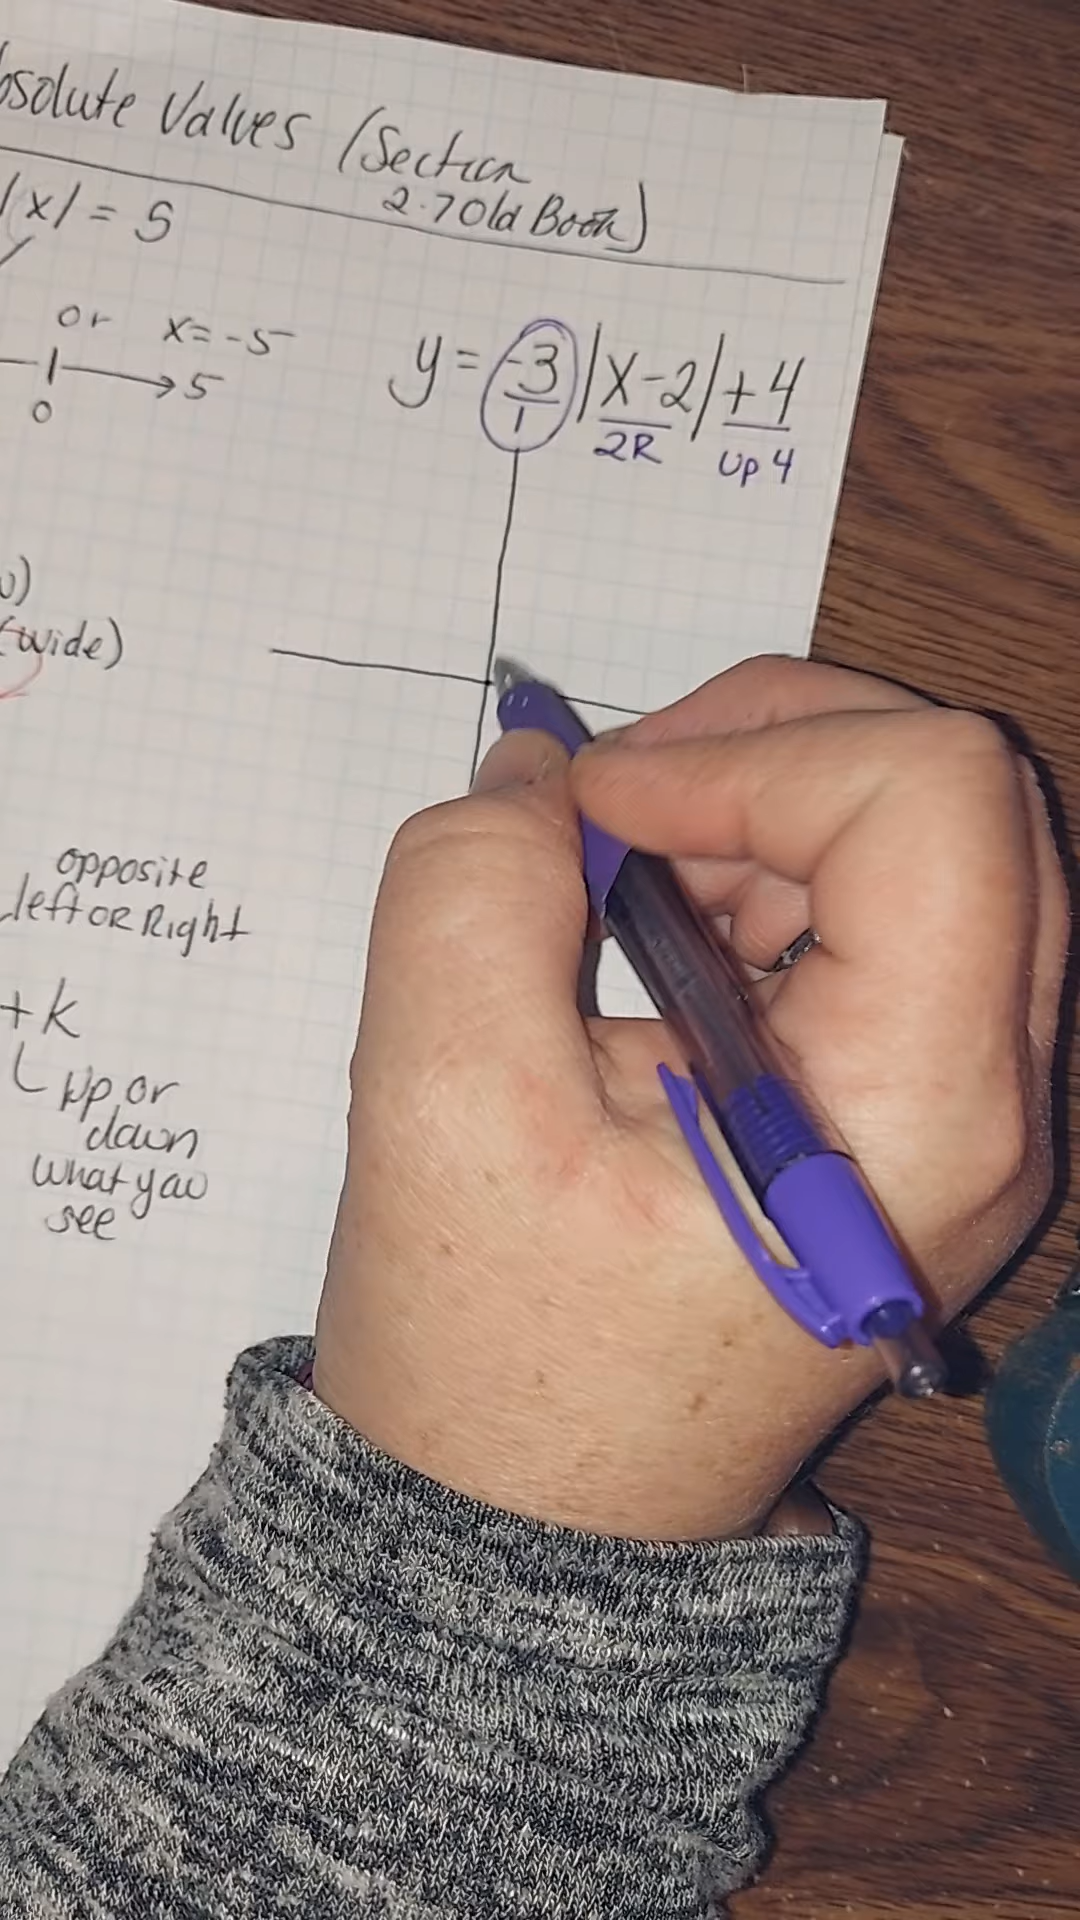 Absolute Values (Section
2.7 Old Book)
|x| = 5
or x = -5
5
0
y = -3 |x-2| + 4
1
2R
Up 4
(wide)
opposite
left OR Right
+ k
Up or
down
what you
see